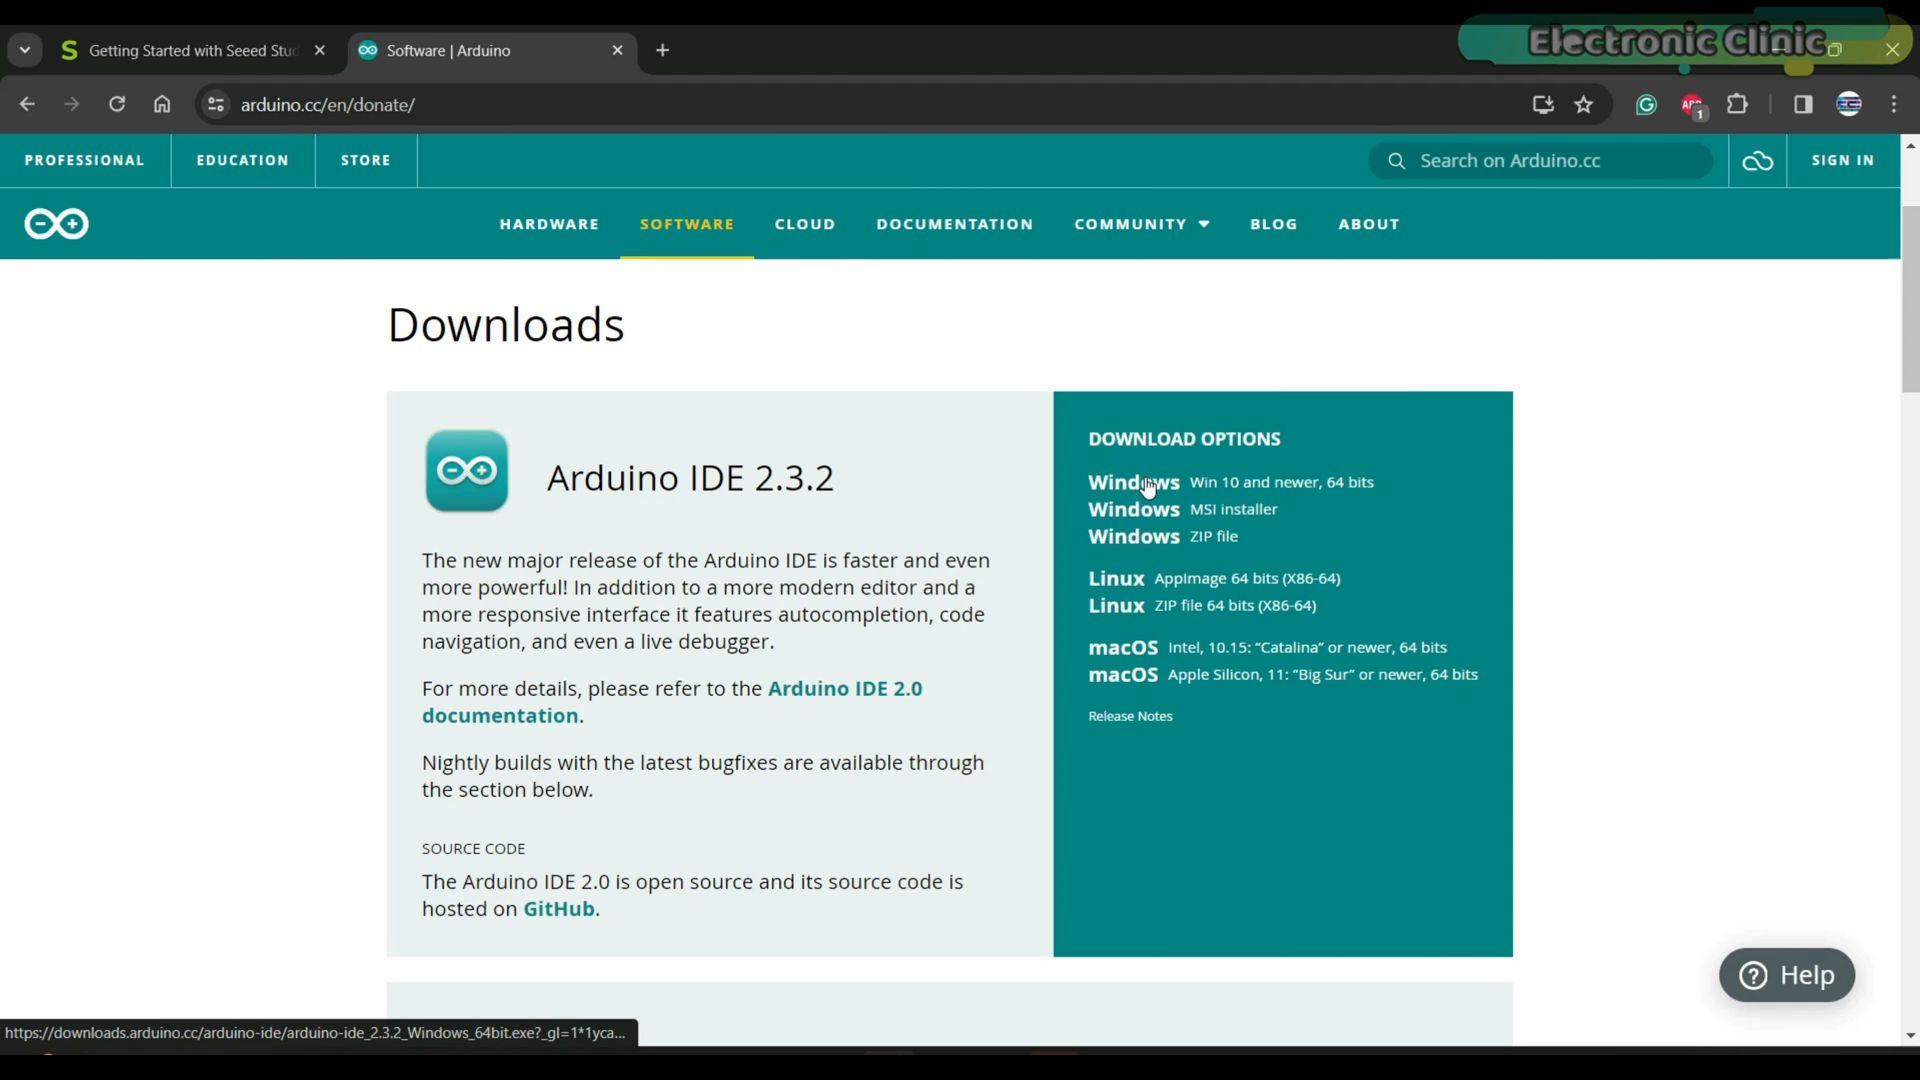 Electronic Clinic
Getting Started with Seeed Stu
Software | Arduino
arduino.cc/en/donate/
1
PROFESSIONAL
EDUCATION
STORE
Search on Arduino.cc
SIGN IN
HARDWARE
SOFTWARE
CLOUD
DOCUMENTATION
COMMUNITY
BLOG
ABOUT
Downloads
Arduino IDE 2.3.2
The new major release of the Arduino IDE is faster and even
more powerful! In addition to a more modern editor and a
more responsive interface it features autocompletion, code
navigation, and even a live debugger.
For more details, please refer to the Arduino IDE 2.0
documentation.
Nightly builds with the latest bugfixes are available through
the section below.
SOURCE CODE
The Arduino IDE 2.0 is open source and its source code is
hosted on GitHub.
DOWNLOAD OPTIONS
Windows Win 10 and newer, 64 bits
Windows MSI installer
Windows ZIP file
Linux AppImage 64 bits (X86-64)
Linux ZIP file 64 bits (X86-64)
macOS Intel, 10.15: “Catalina” or newer, 64 bits
macOS Apple Silicon, 11: “Big Sur” or newer, 64 bits
Release Notes
Help
https://downloads.arduino.cc/arduino-ide/arduino-ide_2.3.2_Windows_64bit.exe?_gl=1*1yca...